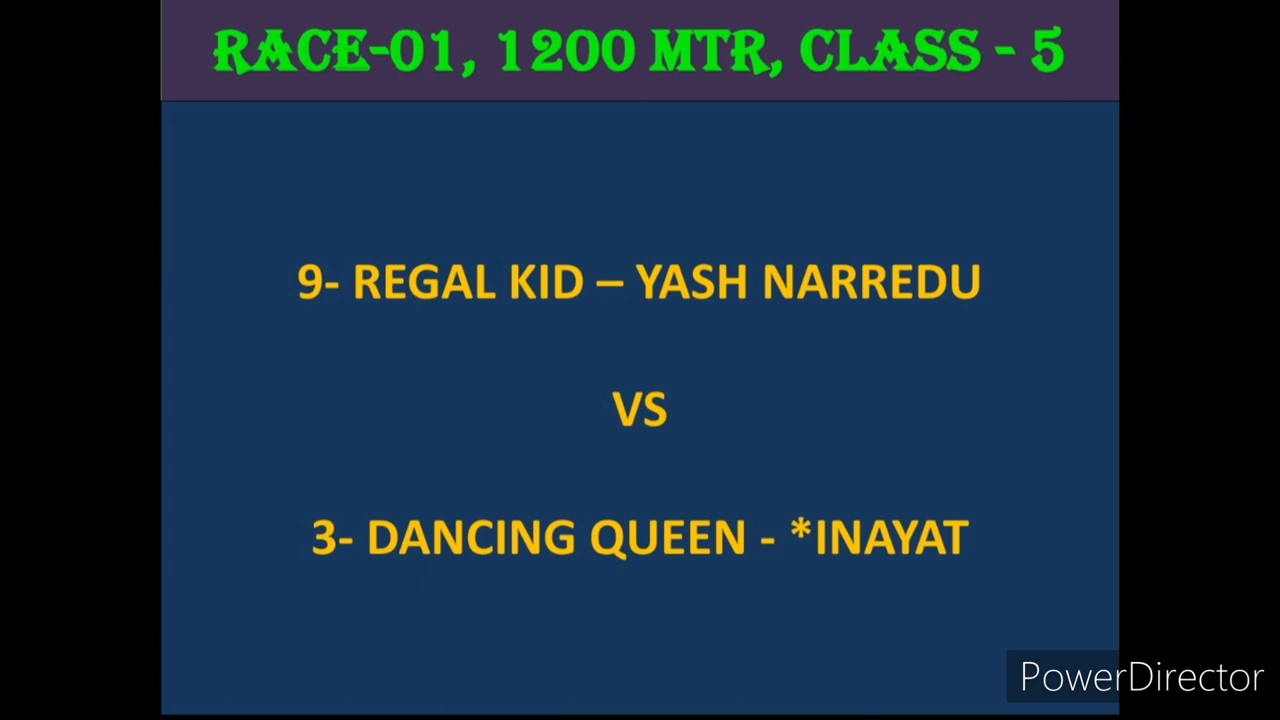 RACE-01, 1200 MTR, CLASS - 5
9- REGAL KID – YASH NARREDU
VS
3- DANCING QUEEN - *INAYAT
PowerDirector